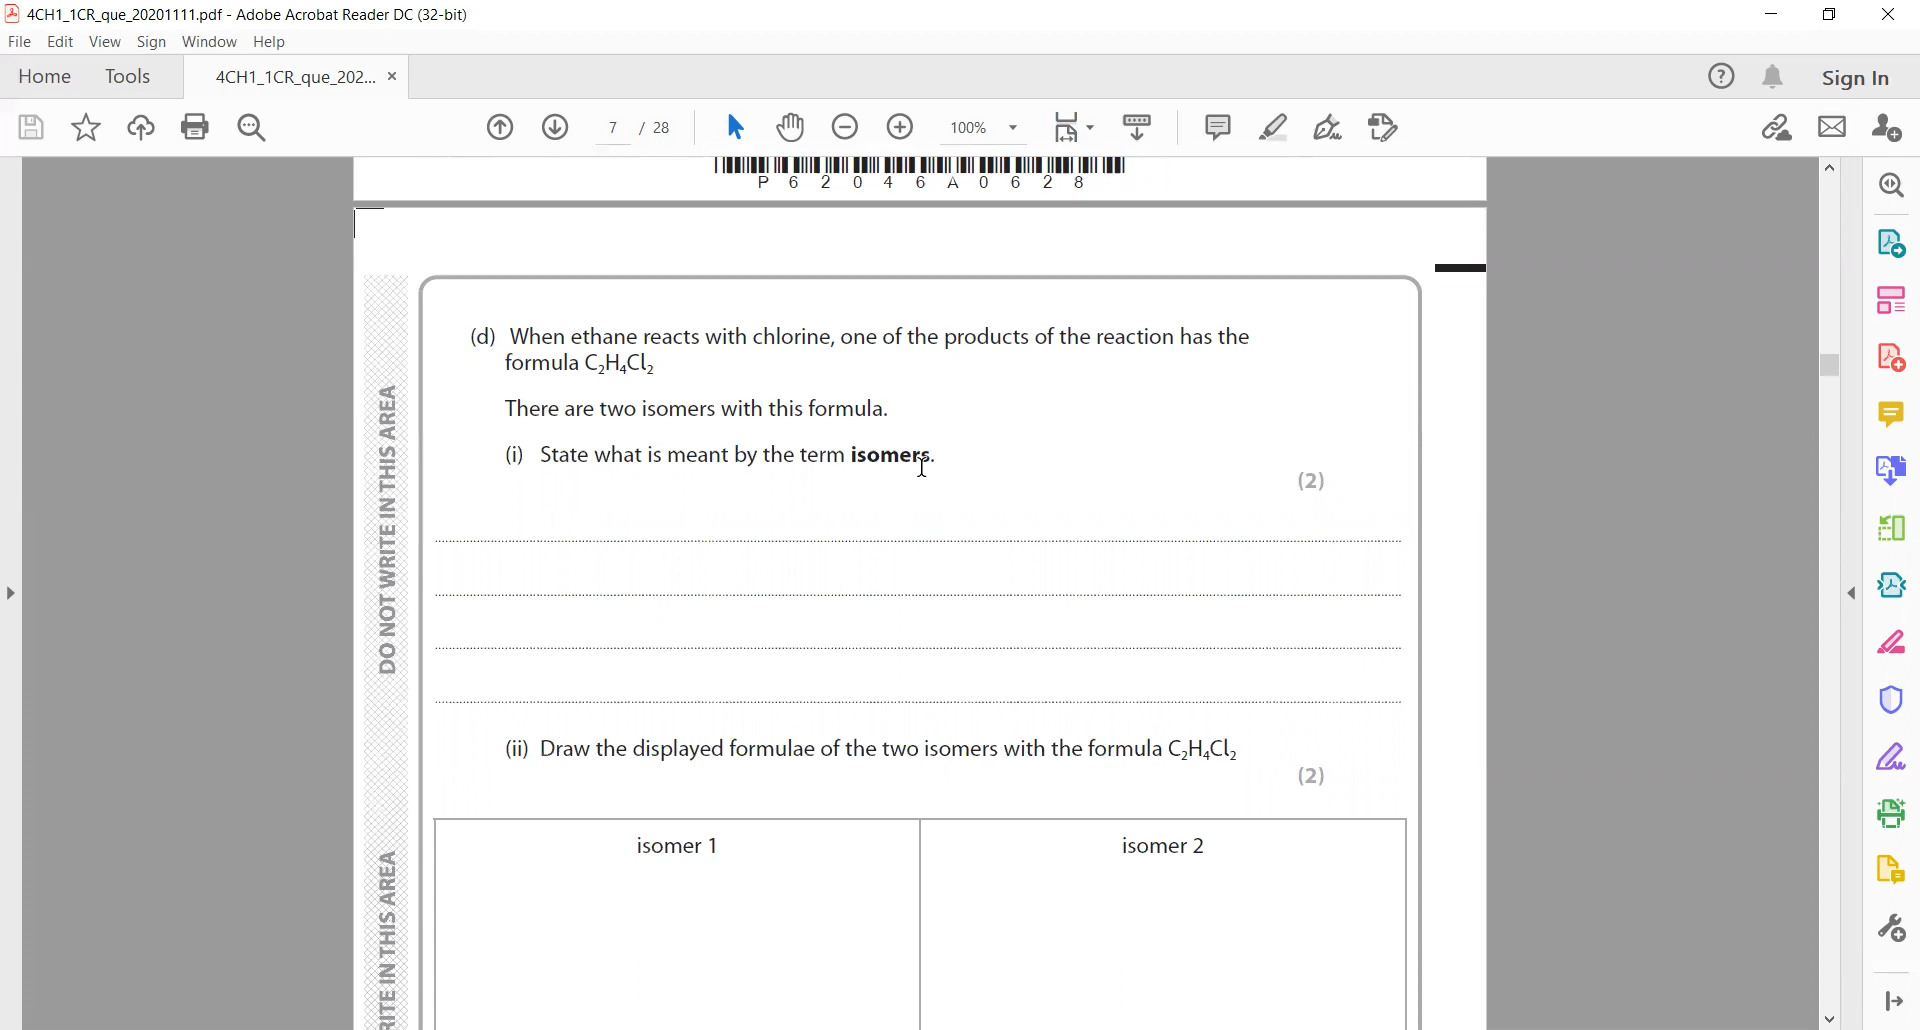 4CH1_1CR_que_20201111.pdf - Adobe Acrobat Reader DC (32-bit)
File Edit View Sign Window Help
Home Tools 4CH1_1CR_que_202... × Sign In
7 / 28 100%
P 6 2 0 4 6 A 0 6 2 8
(d) When ethane reacts with chlorine, one of the products of the reaction has the
formula C₂H₄Cl₂
There are two isomers with this formula.
(i) State what is meant by the term isomers.
(2)
(ii) Draw the displayed formulae of the two isomers with the formula C₂H₄Cl₂
(2)
isomer 1 isomer 2
DO NOT WRITE IN THIS AREA
RITE IN THIS AREA